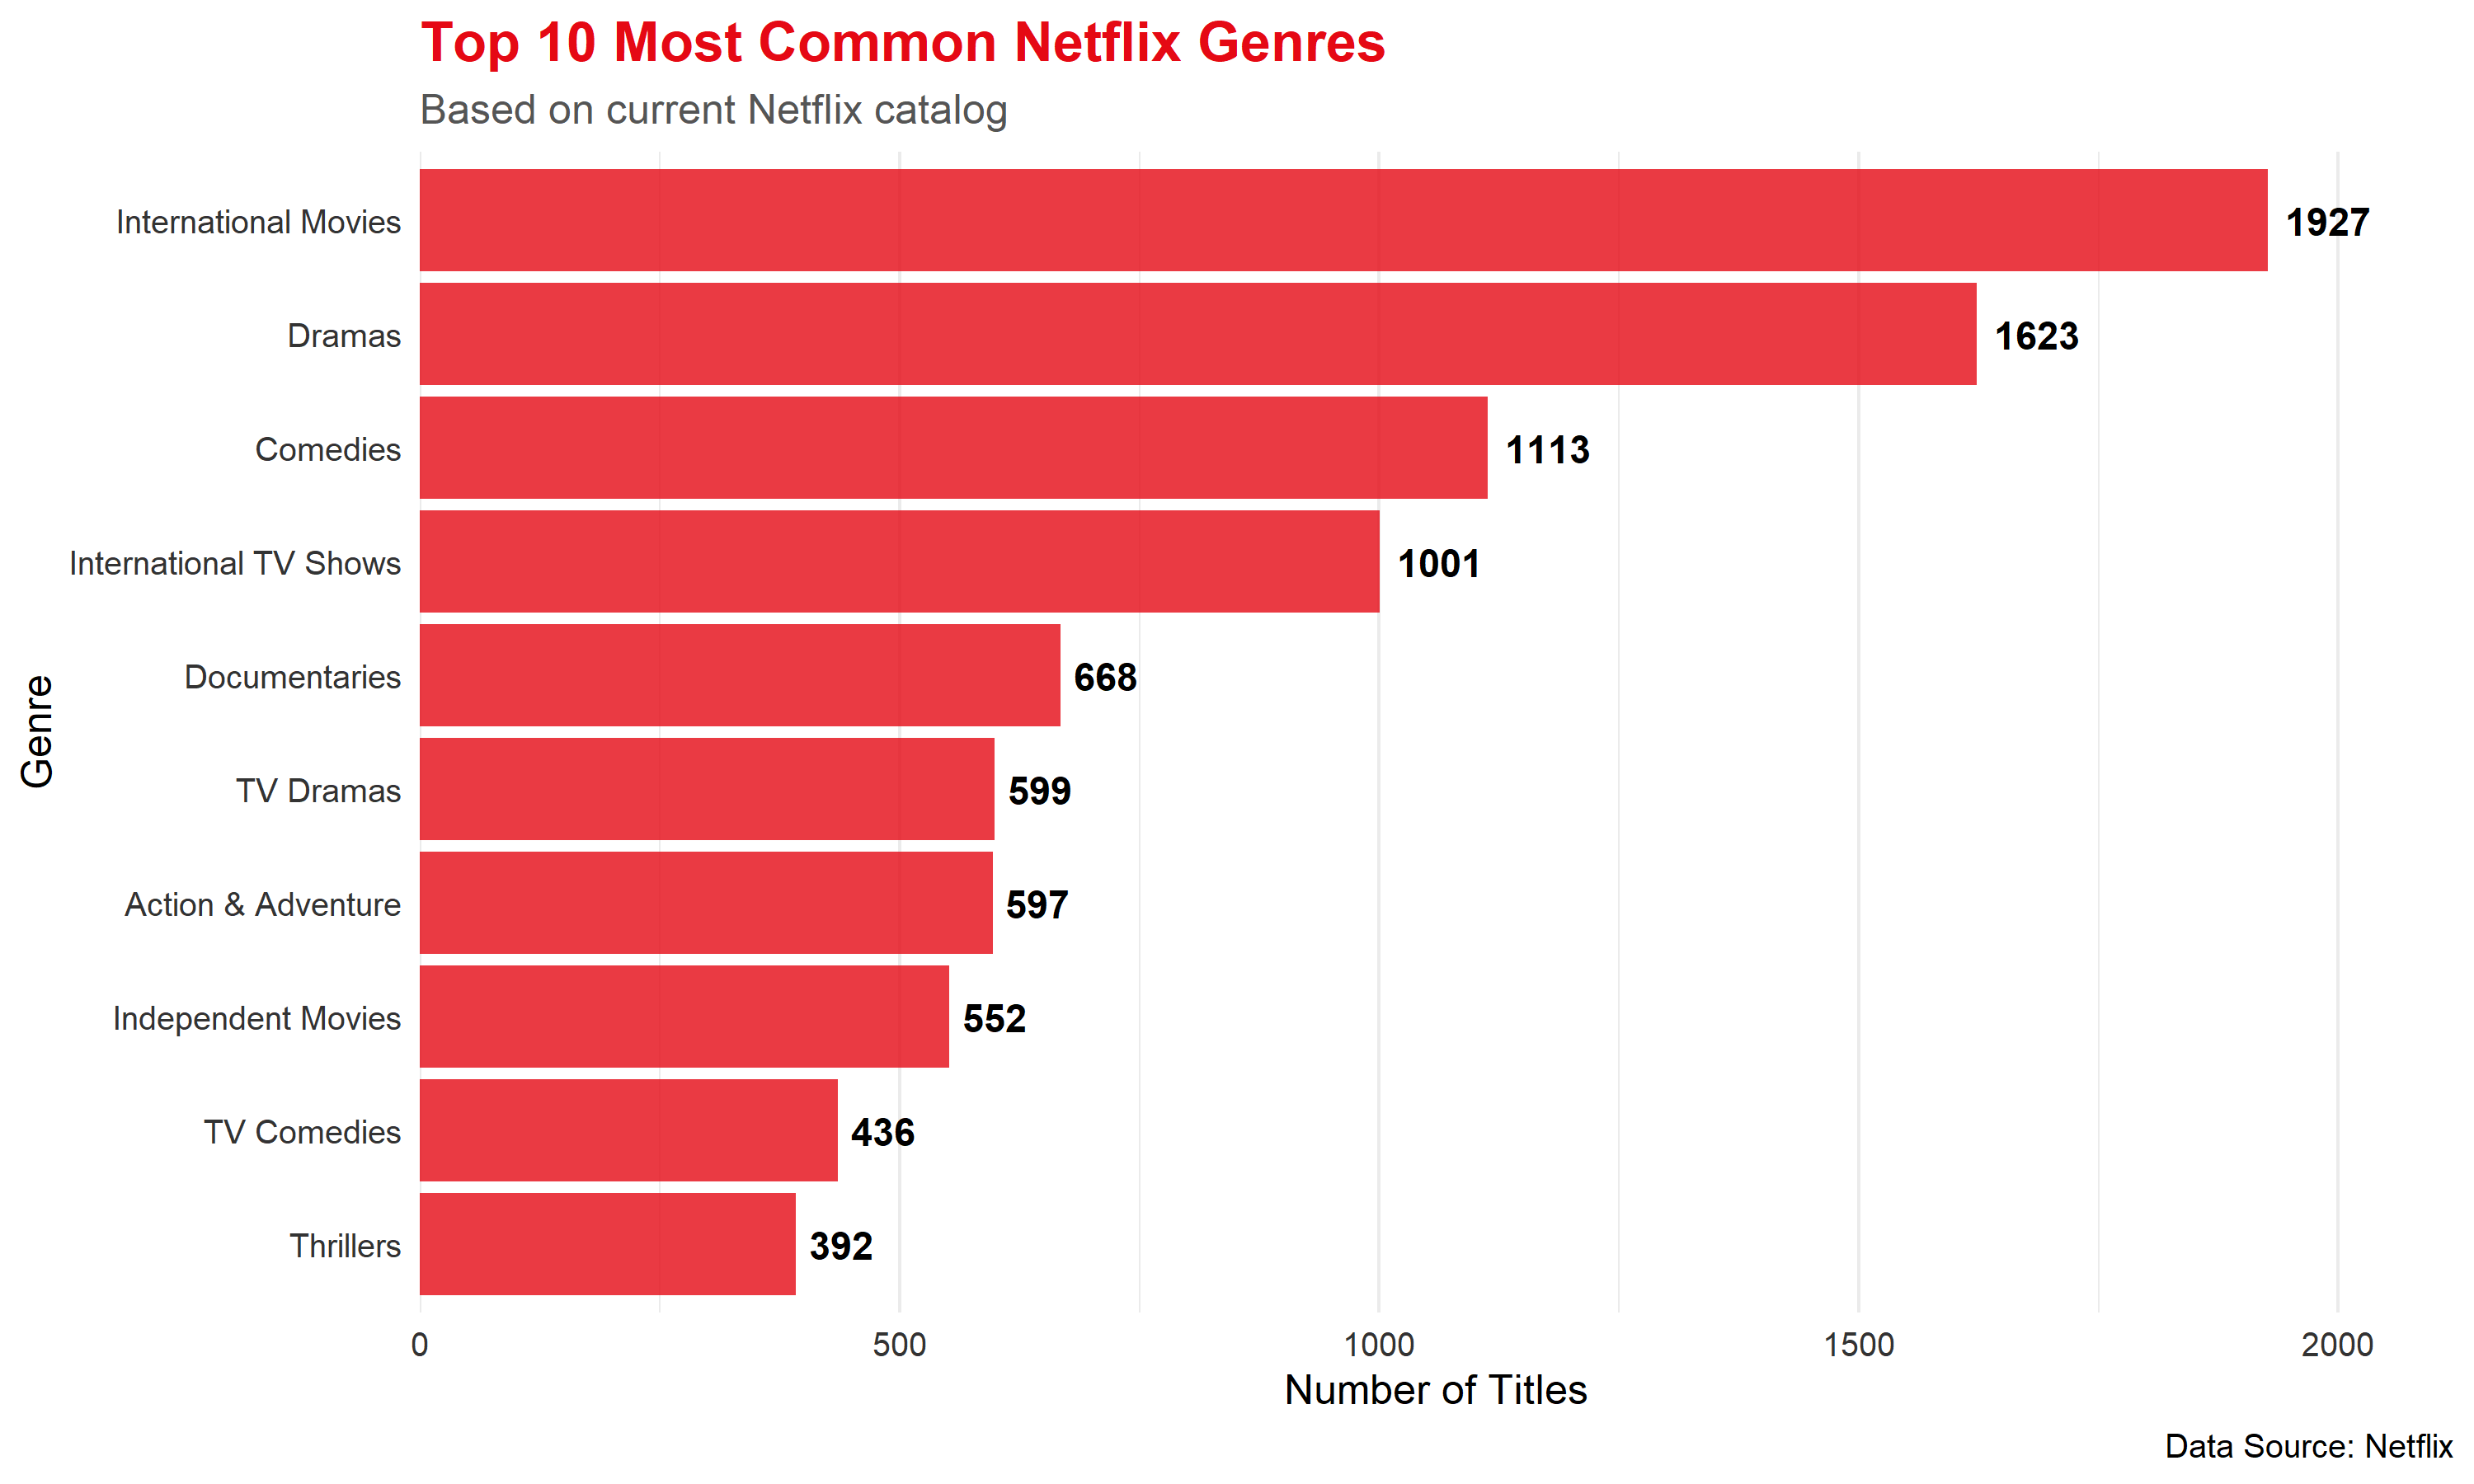 Top 10 Most Common Netflix Genres
Based on current Netflix catalog
International Movies 1927
Dramas 1623
Comedies 1113
International TV Shows 1001
Documentaries 668
TV Dramas 599
Action & Adventure 597
Independent Movies 552
TV Comedies 436
Thrillers 392
Genre
0 500 1000 1500 2000
Number of Titles
Data Source: Netflix